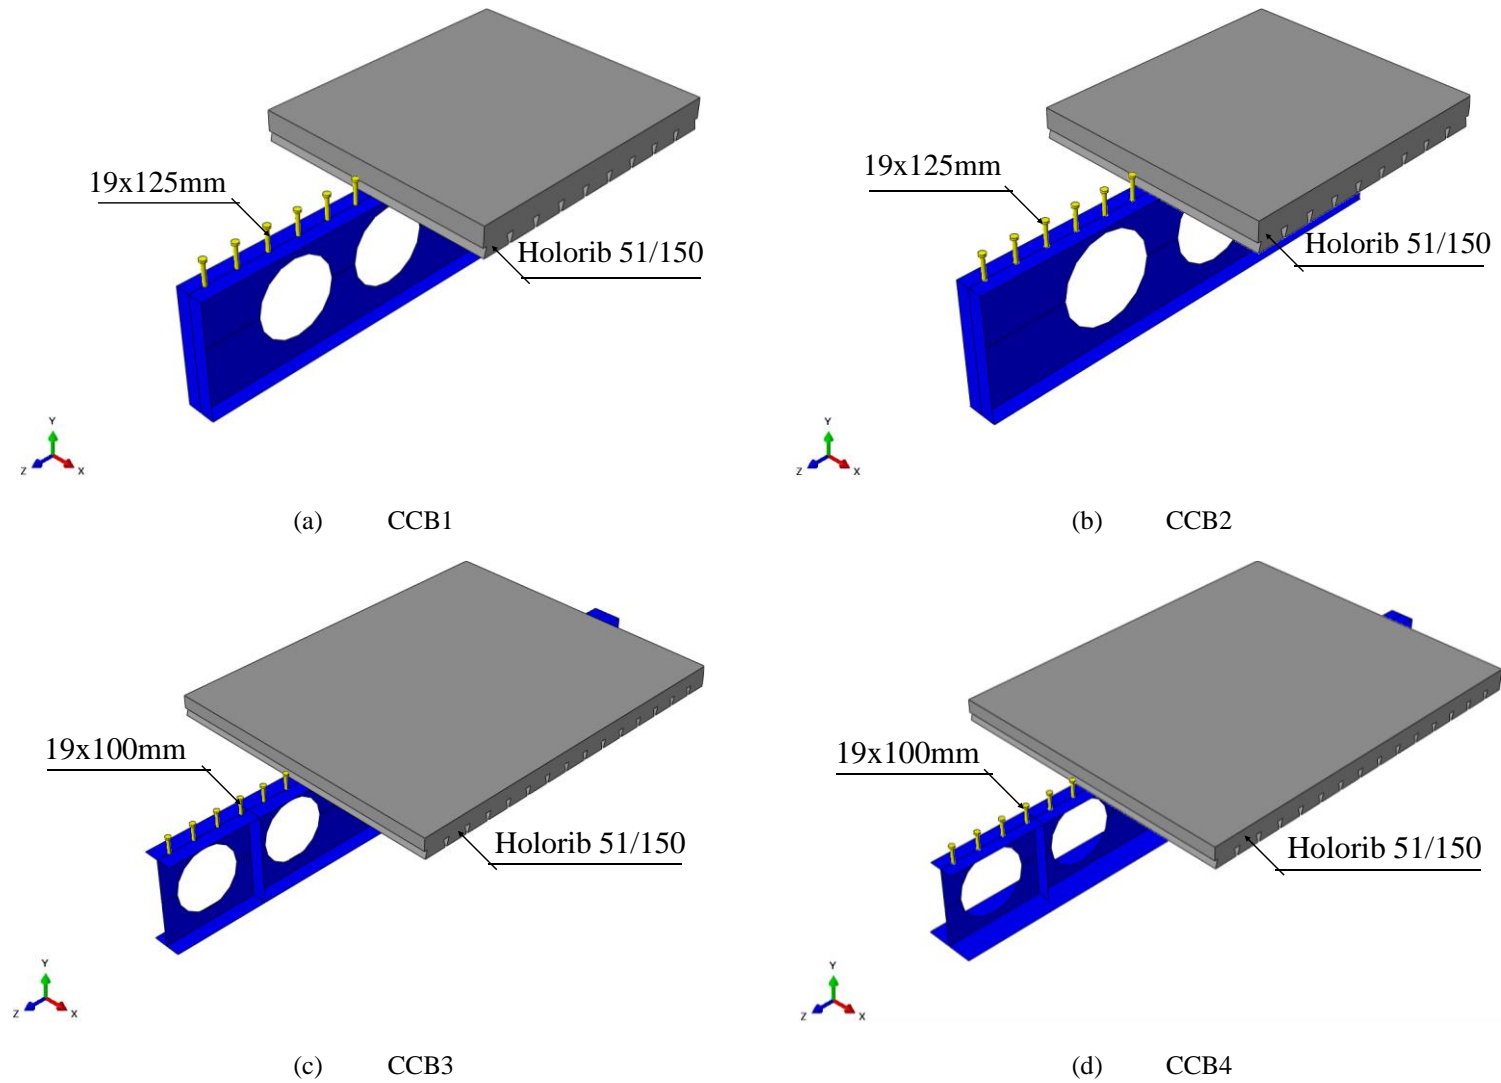 19x125mm
Holorib 51/150
Y
Z
X
(a) CCB1
19x125mm
Holorib 51/150
Y
Z
X
(b) CCB2
19x100mm
Holorib 51/150
Y
Z
X
(c) CCB3
19x100mm
Holorib 51/150
Y
Z
X
(d) CCB4